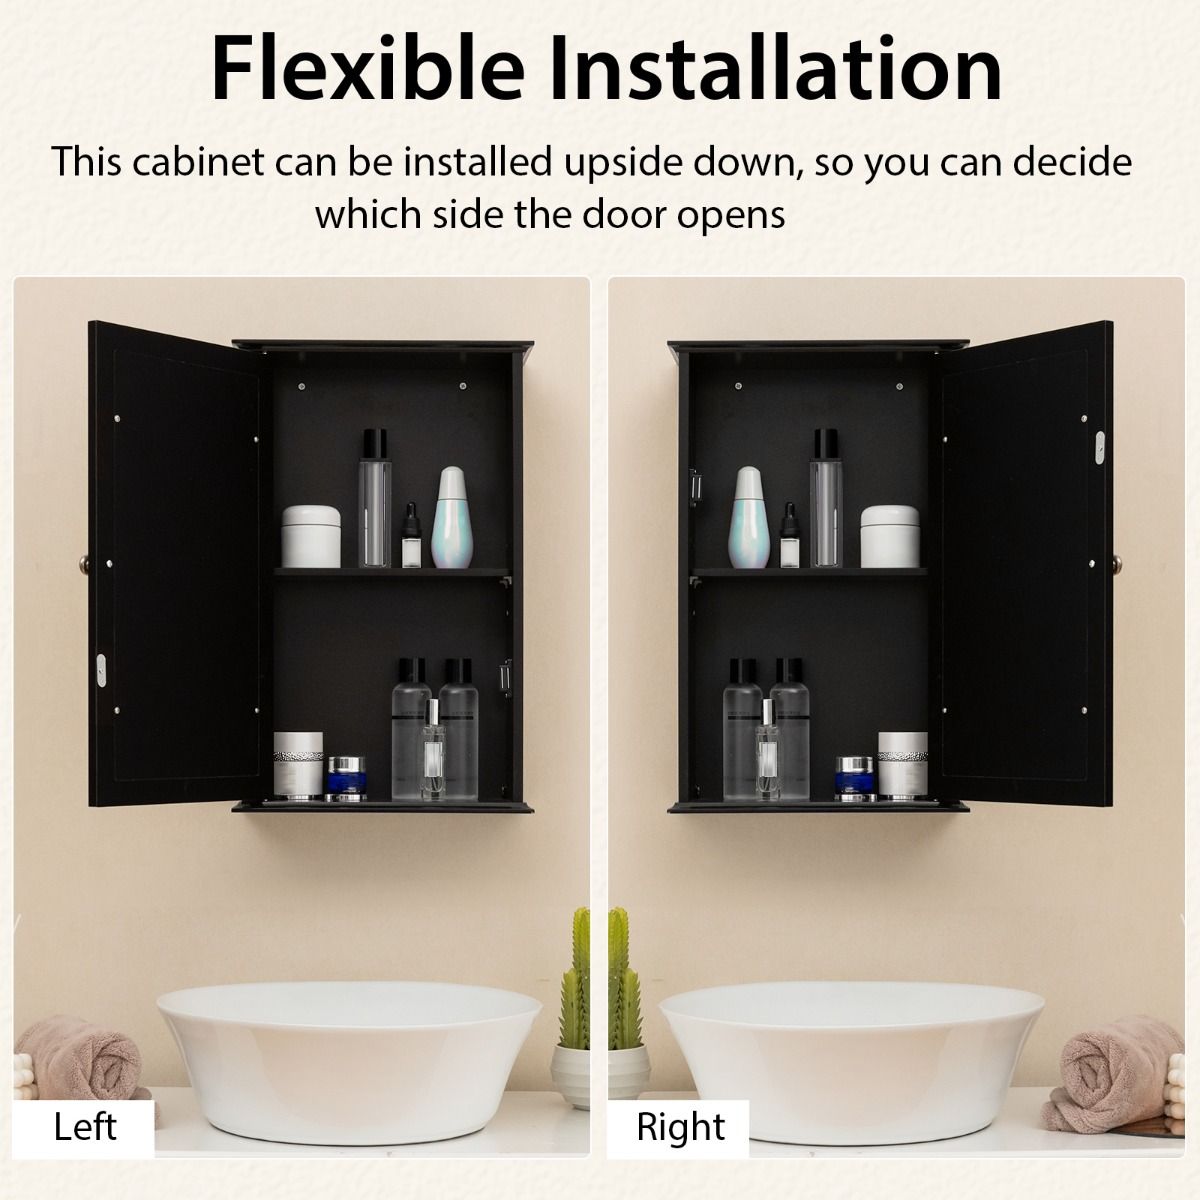 Flexible Installation
This cabinet can be installed upside down, so you can decide
which side the door opens
Left
Right